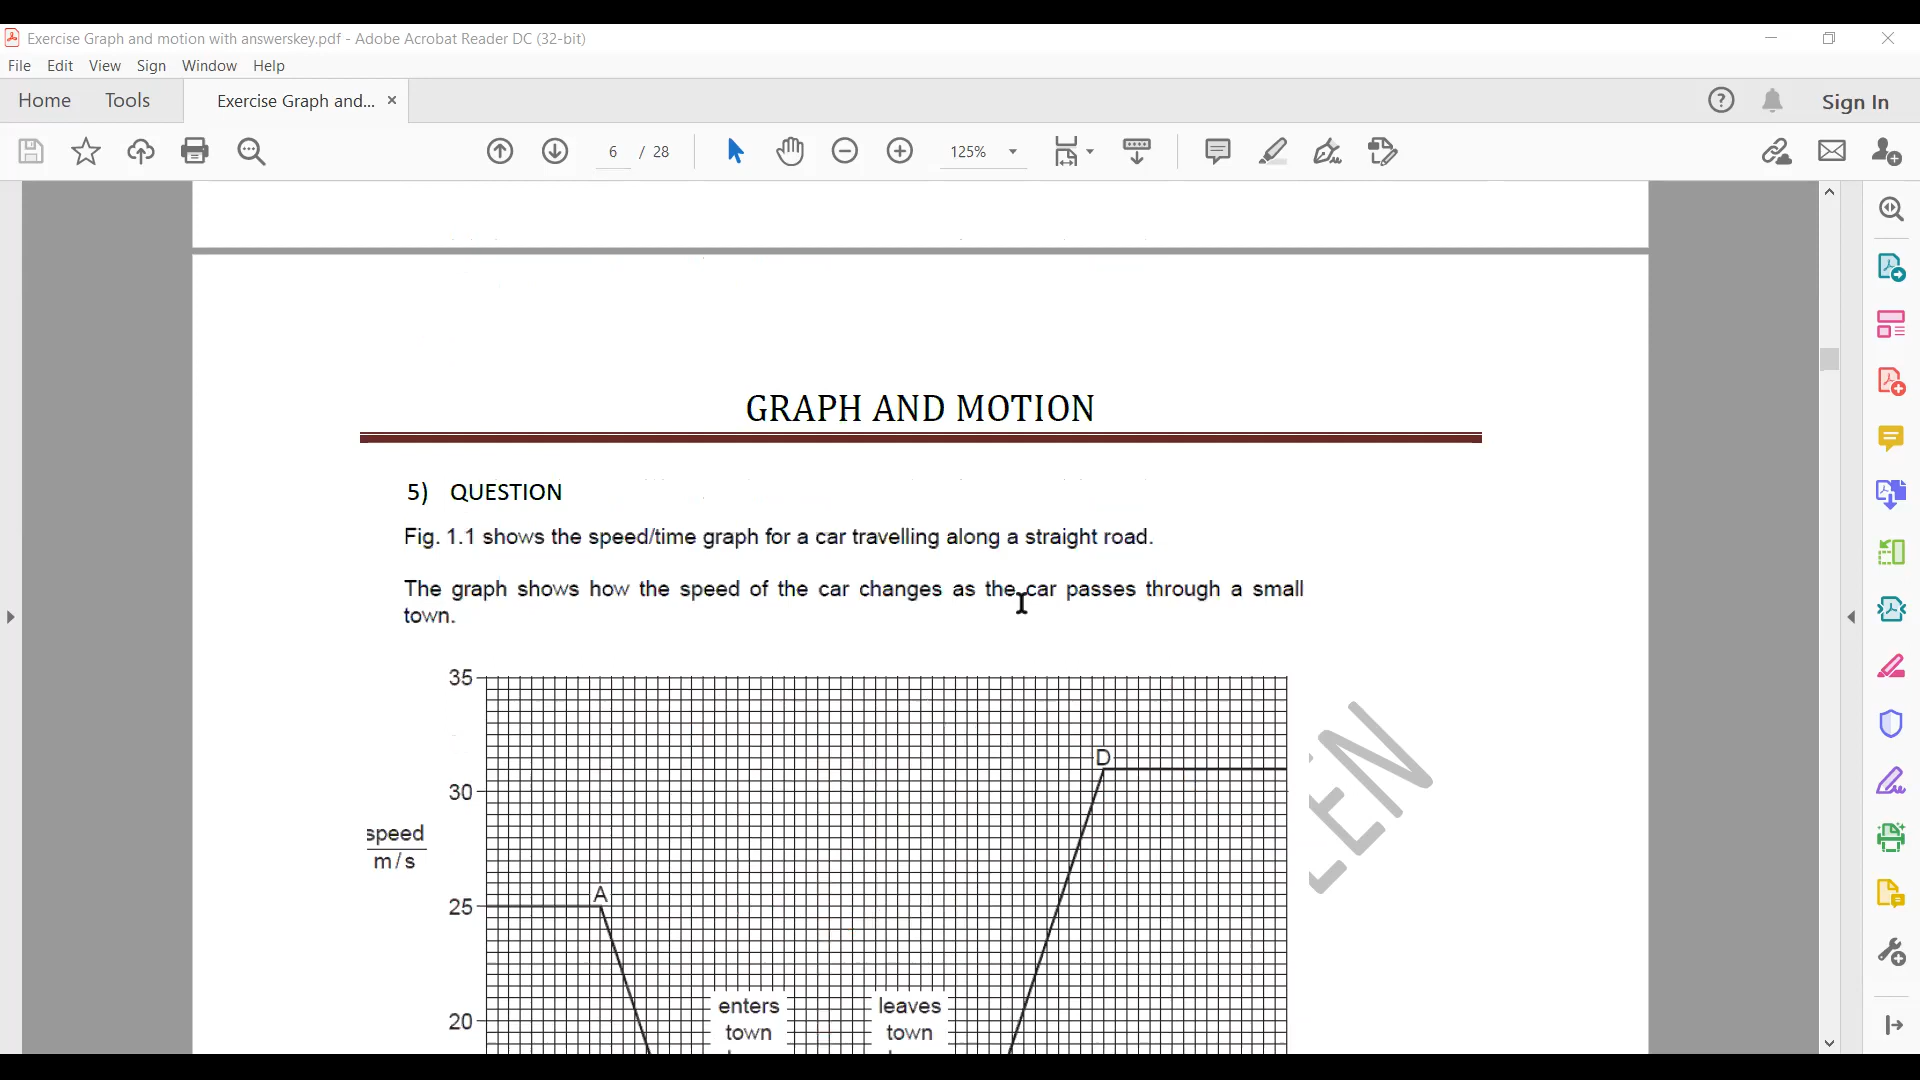 Exercise Graph and motion with answerskey.pdf - Adobe Acrobat Reader DC (32-bit)
File Edit View Sign Window Help
Home Tools Exercise Graph and... × Sign In
6 / 28 125%
GRAPH AND MOTION
5) QUESTION
Fig. 1.1 shows the speed/time graph for a car travelling along a straight road.
The graph shows how the speed of the car changes as the car passes through a small
town.
35
D
30
speed
m/s
EN
A
25
enters
town
leaves
town
20